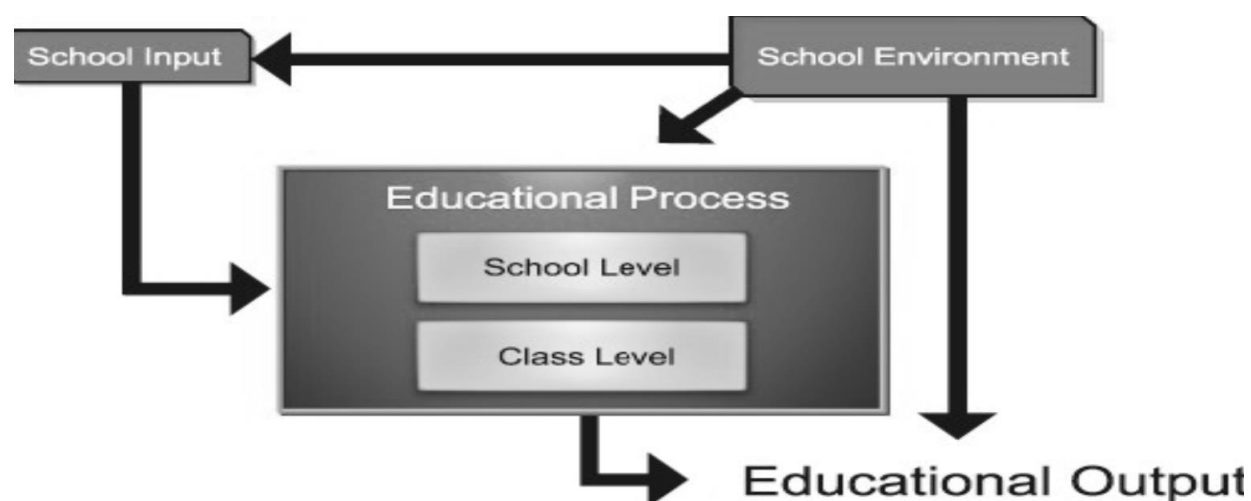 School Input
School Environment
Educational Process
School Level
Class Level
Educational Output